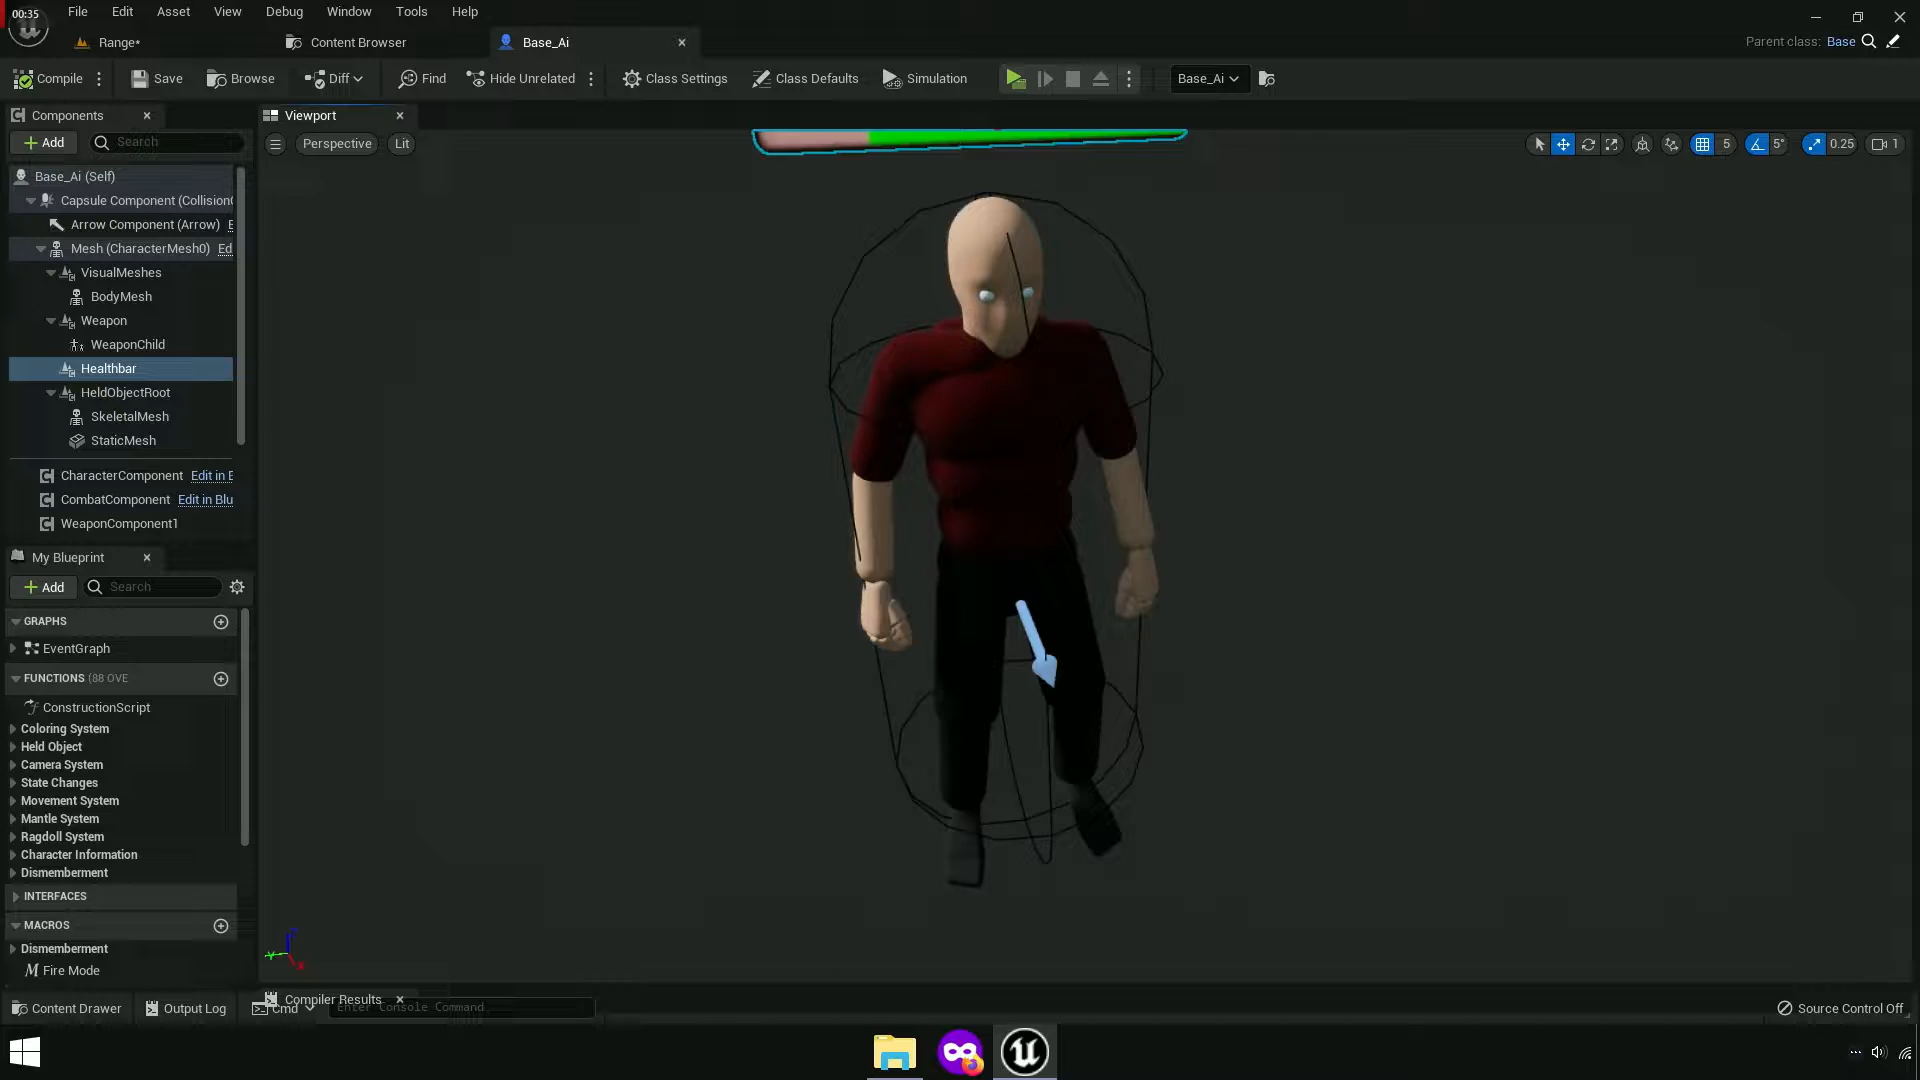 00:35
File Edit Asset View Debug Window Tools Help
Range*
Content Browser
Base_Ai
Parent class: Base
Compile
Save
Browse
Diff
Find
Hide Unrelated
Class Settings
Class Defaults
Simulation
Base_Ai
Components
Add
Search
Base_Ai (Self)
Capsule Component (Collision
Arrow Component (Arrow) E
Mesh (CharacterMesh0) Ed
VisualMeshes
BodyMesh
Weapon
WeaponChild
Healthbar
HeldObjectRoot
SkeletalMesh
StaticMesh
CharacterComponent Edit in E
CombatComponent Edit in Blu
WeaponComponent1
My Blueprint
Add
Search
GRAPHS
EventGraph
FUNCTIONS (88 OVE
ConstructionScript
Coloring System
Held Object
Camera System
State Changes
Movement System
Mantle System
Ragdoll System
Character Information
Dismemberment
INTERFACES
MACROS
Dismemberment
Fire Mode
Viewport
Perspective
Lit
5
5°
0.25
1
Content Drawer
Output Log
Compiler Results
Cmd
Enter Console Command
Source Control Off